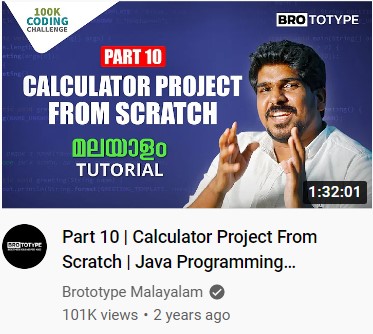 100K
CODING
CHALLENGE
BROTOTYPE
PART 10
CALCULATOR PROJECT
FROM SCRATCH
മലയാളം
TUTORIAL
1:32:01
BROTOTYPE
Part 10 | Calculator Project From
Scratch | Java Programming...
Brototype Malayalam
101K views • 2 years ago